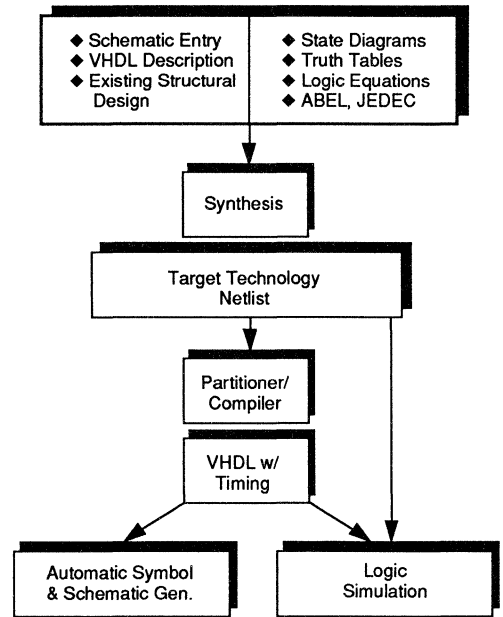 ◆ Schematic Entry
◆ VHDL Description
◆ Existing Structural
Design
◆ State Diagrams
◆ Truth Tables
◆ Logic Equations
◆ ABEL, JEDEC
Synthesis
Target Technology
Netlist
Partitioner/
Compiler
VHDL w/
Timing
Automatic Symbol
& Schematic Gen.
Logic
Simulation